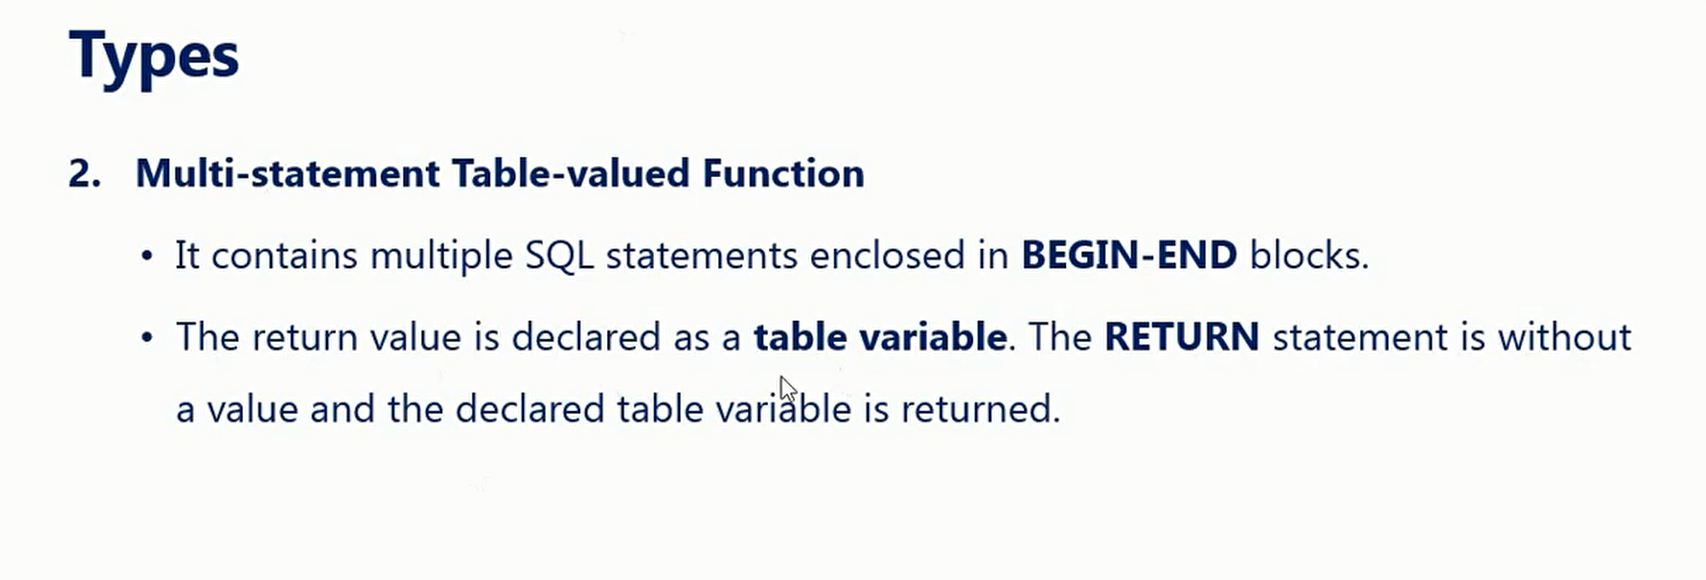 Types
2. Multi-statement Table-valued Function
• It contains multiple SQL statements enclosed in BEGIN-END blocks.
• The return value is declared as a table variable. The RETURN statement is without
a value and the declared table variable is returned.